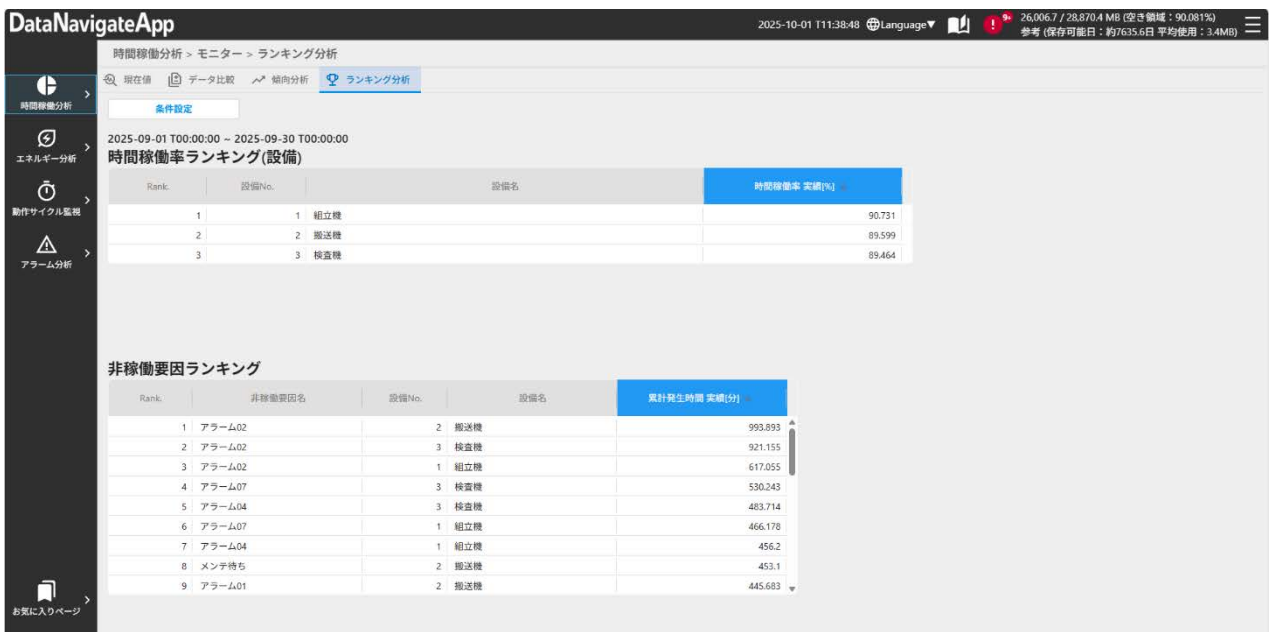 DataNavigateApp
2025-10-01 T11:38:48 Language▼
9+
26,006.7 / 28,870.4 MB (空き領域：90.081%)
参考 (保存可能日：約7635.6日 平均使用：3.4MB)
時間稼働分析 > モニター > ランキング分析
現在値 データ比較 傾向分析 ランキング分析
条件設定
時間稼働分析
エネルギー分析
動作サイクル監視
アラーム分析
お気に入りページ
2025-09-01 T00:00:00 ~ 2025-09-30 T00:00:00
時間稼働率ランキング(設備)
Rank. 設備No. 設備名 時間稼働率 実績[%]
1 1 組立機 90.731
2 2 搬送機 89.599
3 3 検査機 89.464
非稼働要因ランキング
Rank. 非稼働要因名 設備No. 設備名 累計発生時間 実績[分]
1 アラーム02 2 搬送機 993.893
2 アラーム02 3 検査機 921.155
3 アラーム02 1 組立機 617.055
4 アラーム07 3 検査機 530.243
5 アラーム04 3 検査機 483.714
6 アラーム07 1 組立機 466.178
7 アラーム04 1 組立機 456.2
8 メンテ待ち 2 搬送機 453.1
9 アラーム01 2 搬送機 445.683